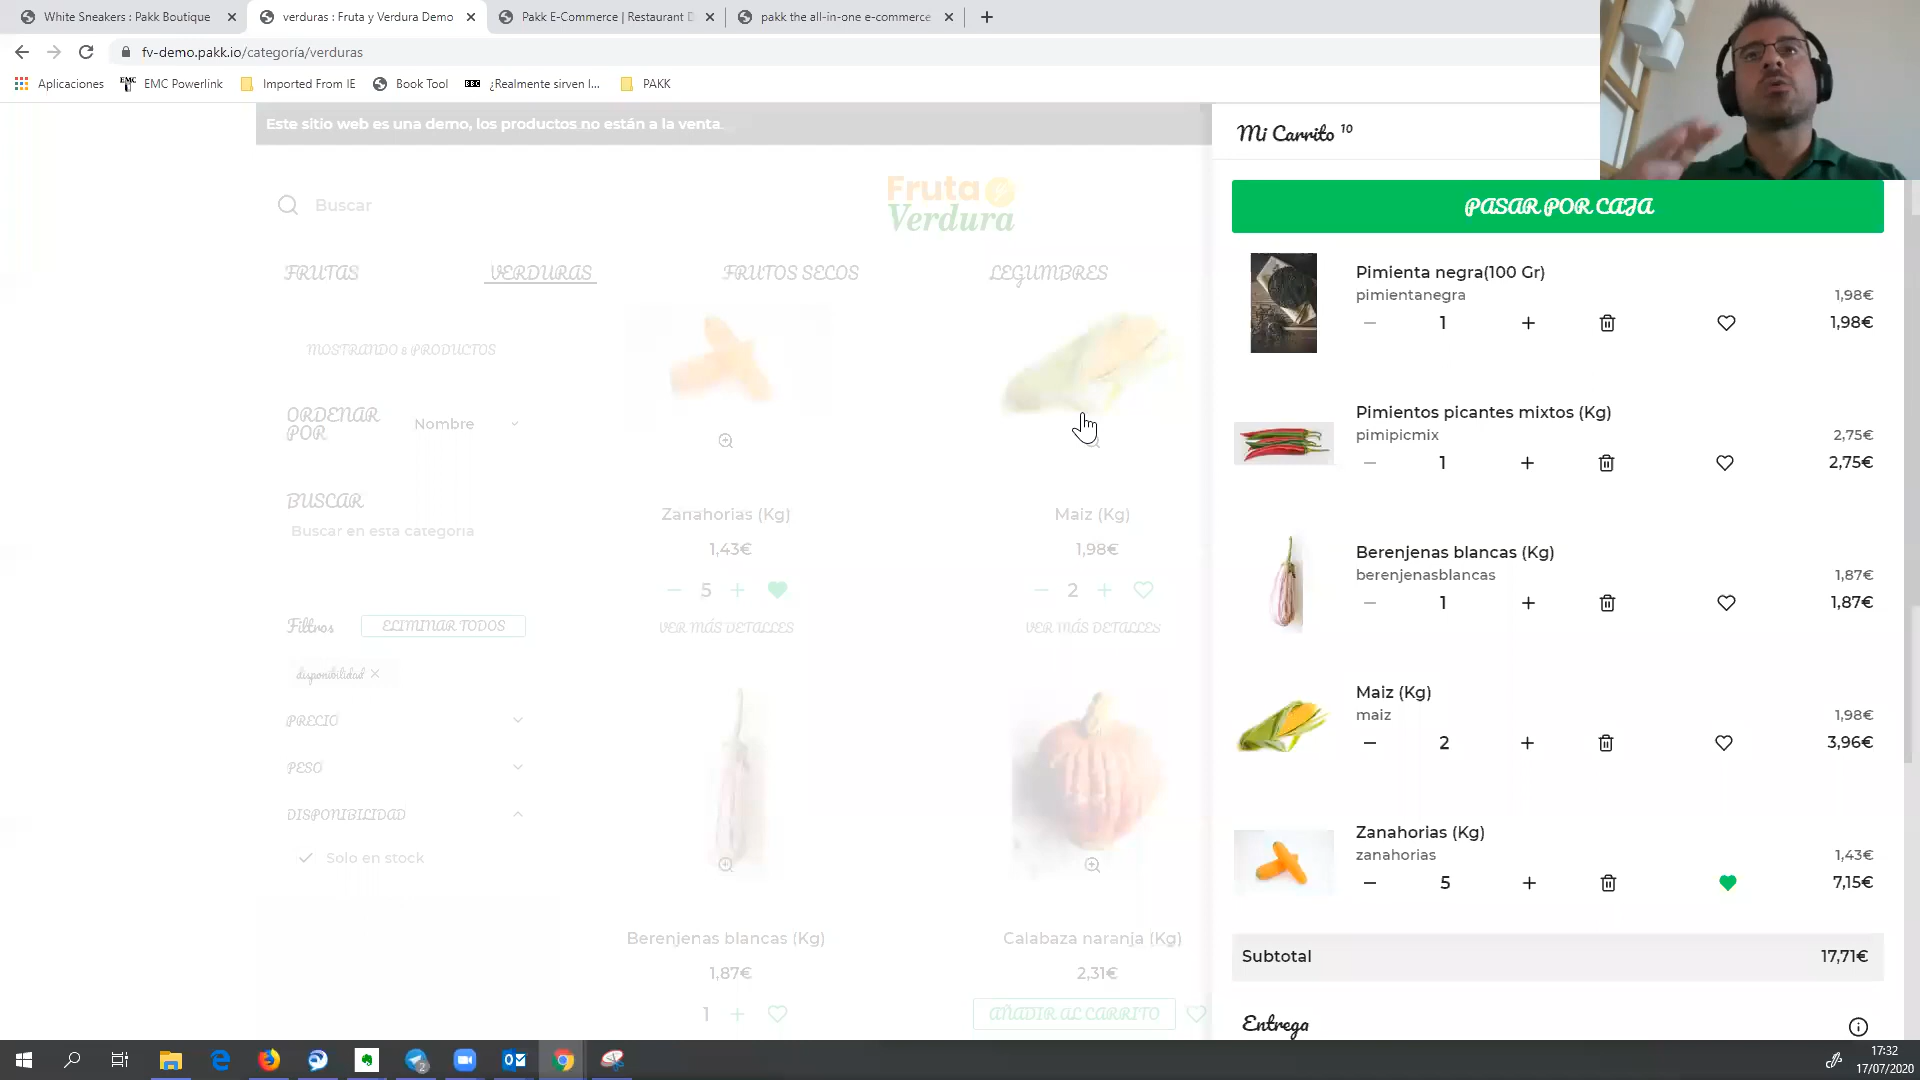 White Sneakers : Pakk Boutique
verduras : Fruta y Verdura Demo
Pakk E-Commerce | Restaurant D
pakk the all-in-one e-commerce
fv-demo.pakk.io/categoría/verduras
Aplicaciones
EMC Powerlink
Imported From IE
Book Tool
BBC
¿Realmente sirven l...
PAKK
Este sitio web es una demo, los productos no están a la venta.
Buscar
Fruta y
Verdura
FRUTAS
VERDURAS
FRUTOS SECOS
LEGUMBRES
MOSTRANDO 8 PRODUCTOS
ORDENAR
POR
Nombre
BUSCAR
Buscar en esta categoría
Filtros
ELIMINAR TODOS
disponibilidad
PRECIO
PESO
DISPONIBILIDAD
Solo en stock
Zanahorias (Kg)
1,43€
5
VER MÁS DETALLES
Maiz (Kg)
1,98€
2
VER MÁS DETALLES
Berenjenas blancas (Kg)
1,87€
1
Calabaza naranja (Kg)
2,31€
AÑADIR AL CARRITO
Mi Carrito 10
PASAR POR CAJA
Pimienta negra(100 Gr)
pimientanegra
1,98€
1
1,98€
Pimientos picantes mixtos (Kg)
pimipicmix
2,75€
1
2,75€
Berenjenas blancas (Kg)
berenjenasblancas
1,87€
1
1,87€
Maiz (Kg)
maiz
1,98€
2
3,96€
Zanahorias (Kg)
zanahorias
1,43€
5
7,15€
Subtotal
17,71€
Entrega
2
17:32
17/07/2020